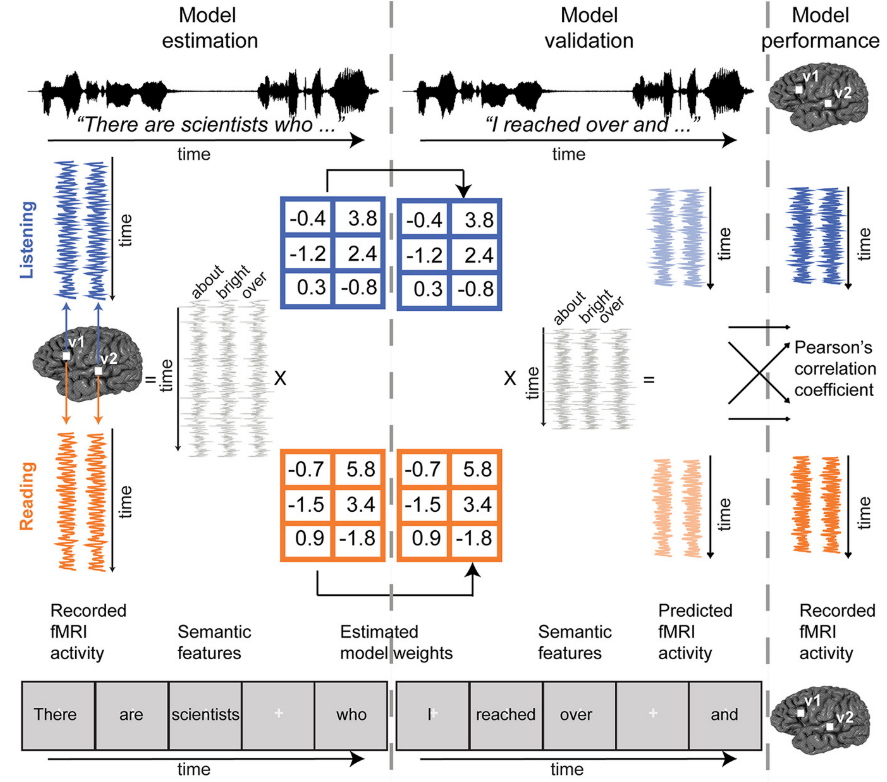 Model
estimation
Model
validation
Model
performance
v1
v2
“There are scientists who ...”
“I reached over and ...”
time
time
Listening
time
-0.4 3.8
-1.2 2.4
0.3 -0.8
-0.4 3.8
-1.2 2.4
0.3 -0.8
time
time
about bright over
about bright over
v1
v2
=
time
X
X
time
=
Pearson’s
correlation
coefficient
Reading
time
-0.7 5.8
-1.5 3.4
0.9 -1.8
-0.7 5.8
-1.5 3.4
0.9 -1.8
time
time
Recorded
fMRI
activity
Semantic
features
Estimated
model weights
Semantic
features
Predicted
fMRI
activity
Recorded
fMRI
activity
There are scientists + who
I reached over + and
v1
v2
time
time